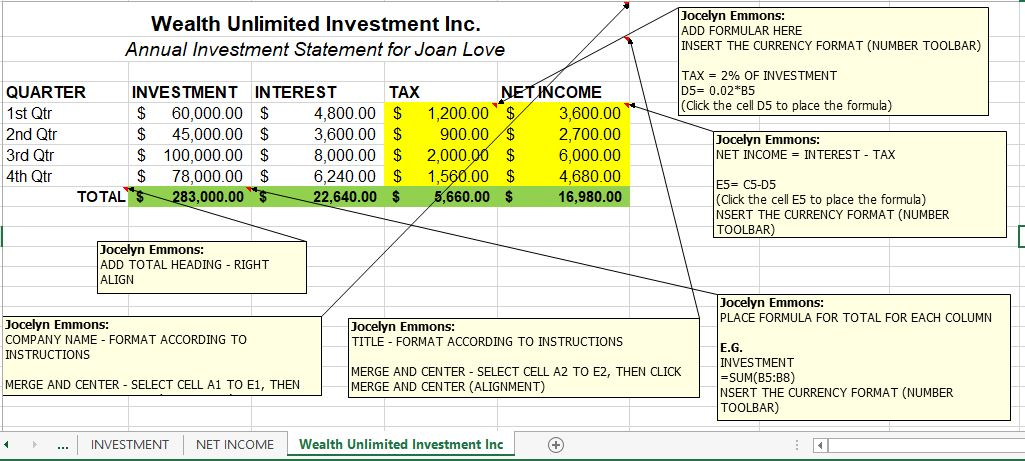 Wealth Unlimited Investment Inc.
Annual Investment Statement for Joan Love
QUARTER INVESTMENT INTEREST TAX NET INCOME
1st Qtr $ 60,000.00 $ 4,800.00 $ 1,200.00 $ 3,600.00
2nd Qtr $ 45,000.00 $ 3,600.00 $ 900.00 $ 2,700.00
3rd Qtr $ 100,000.00 $ 8,000.00 $ 2,000.00 $ 6,000.00
4th Qtr $ 78,000.00 $ 6,240.00 $ 1,560.00 $ 4,680.00
TOTAL $ 283,000.00 $ 22,640.00 $ 5,660.00 $ 16,980.00
Jocelyn Emmons:
ADD FORMULAR HERE
INSERT THE CURRENCY FORMAT (NUMBER TOOLBAR)
TAX = 2% OF INVESTMENT
D5= 0.02*B5
(Click the cell D5 to place the formula)
Jocelyn Emmons:
NET INCOME = INTEREST - TAX
E5= C5-D5
(Click the cell E5 to place the formula)
NSERT THE CURRENCY FORMAT (NUMBER
TOOLBAR)
Jocelyn Emmons:
ADD TOTAL HEADING - RIGHT
ALIGN
Jocelyn Emmons:
COMPANY NAME - FORMAT ACCORDING TO
INSTRUCTIONS
MERGE AND CENTER - SELECT CELL A1 TO E1, THEN
Jocelyn Emmons:
TITLE - FORMAT ACCORDING TO INSTRUCTIONS
MERGE AND CENTER - SELECT CELL A2 TO E2, THEN CLICK
MERGE AND CENTER (ALIGNMENT)
Jocelyn Emmons:
PLACE FORMULA FOR TOTAL FOR EACH COLUMN
E.G.
INVESTMENT
=SUM(B5:B8)
NSERT THE CURRENCY FORMAT (NUMBER
TOOLBAR)
... INVESTMENT NET INCOME Wealth Unlimited Investment Inc